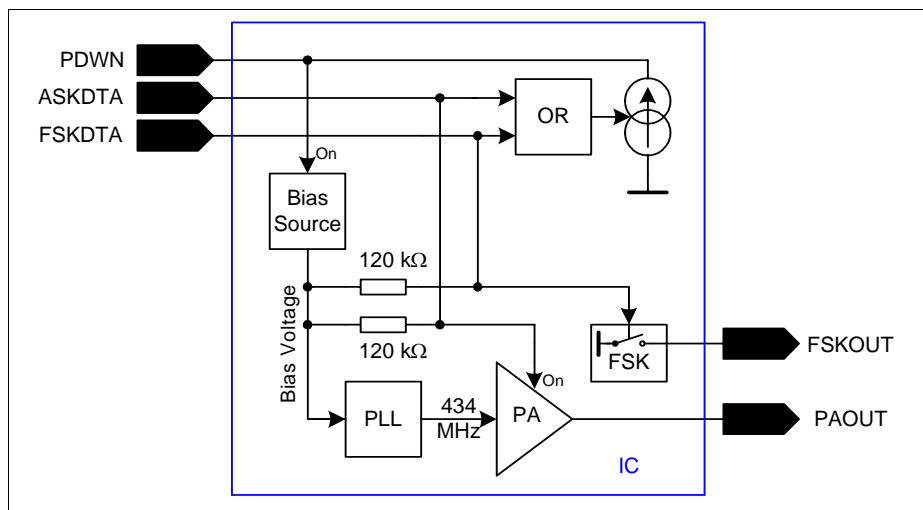 PDWN
ASKDTA
FSKDTA
OR
On
Bias
Source
120 kΩ
Bias Voltage
120 kΩ
FSK
FSKOUT
On
PLL
434
MHz
PA
PAOUT
IC